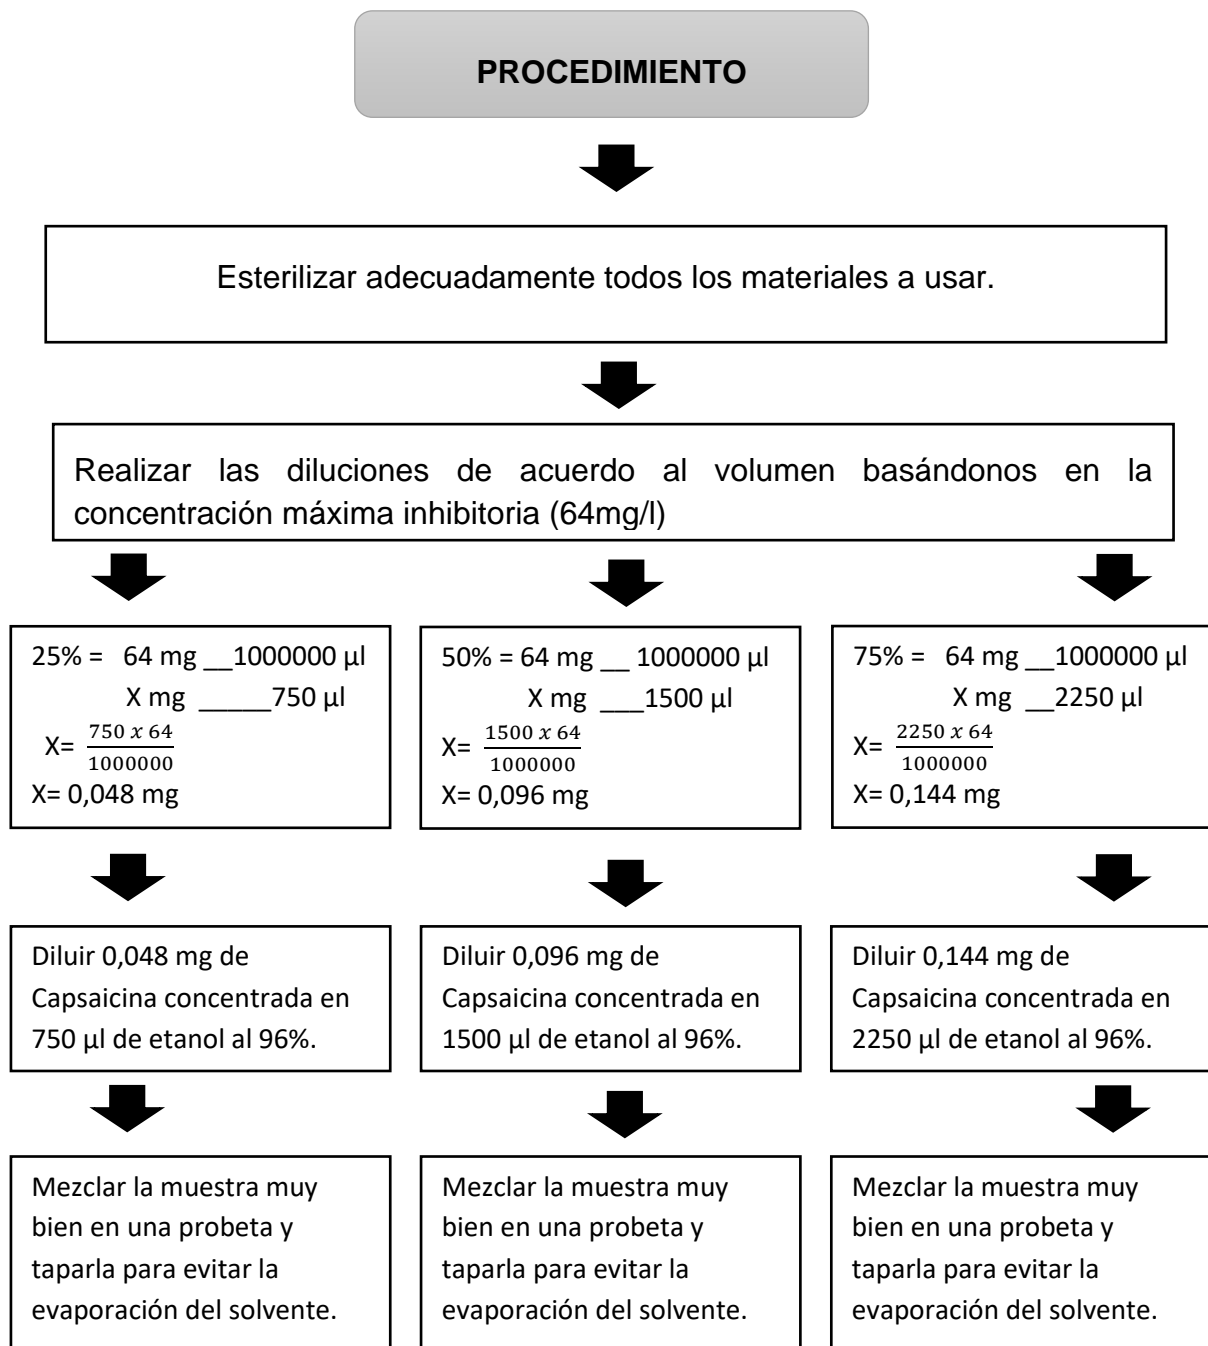 PROCEDIMIENTO
Esterilizar adecuadamente todos los materiales a usar.
Realizar las diluciones de acuerdo al volumen basándonos en la
concentración máxima inhibitoria (64mg/l)
25% = 64 mg __1000000 µl
X mg _____750 µl
X= 750 x 64
1000000
X= 0,048 mg
50% = 64 mg __ 1000000 µl
X mg ___1500 µl
X= 1500 x 64
1000000
X= 0,096 mg
75% = 64 mg __1000000 µl
X mg __2250 µl
X= 2250 x 64
1000000
X= 0,144 mg
Diluir 0,048 mg de
Capsaicina concentrada en
750 µl de etanol al 96%.
Diluir 0,096 mg de
Capsaicina concentrada en
1500 µl de etanol al 96%.
Diluir 0,144 mg de
Capsaicina concentrada en
2250 µl de etanol al 96%.
Mezclar la muestra muy
bien en una probeta y
taparla para evitar la
evaporación del solvente.
Mezclar la muestra muy
bien en una probeta y
taparla para evitar la
evaporación del solvente.
Mezclar la muestra muy
bien en una probeta y
taparla para evitar la
evaporación del solvente.